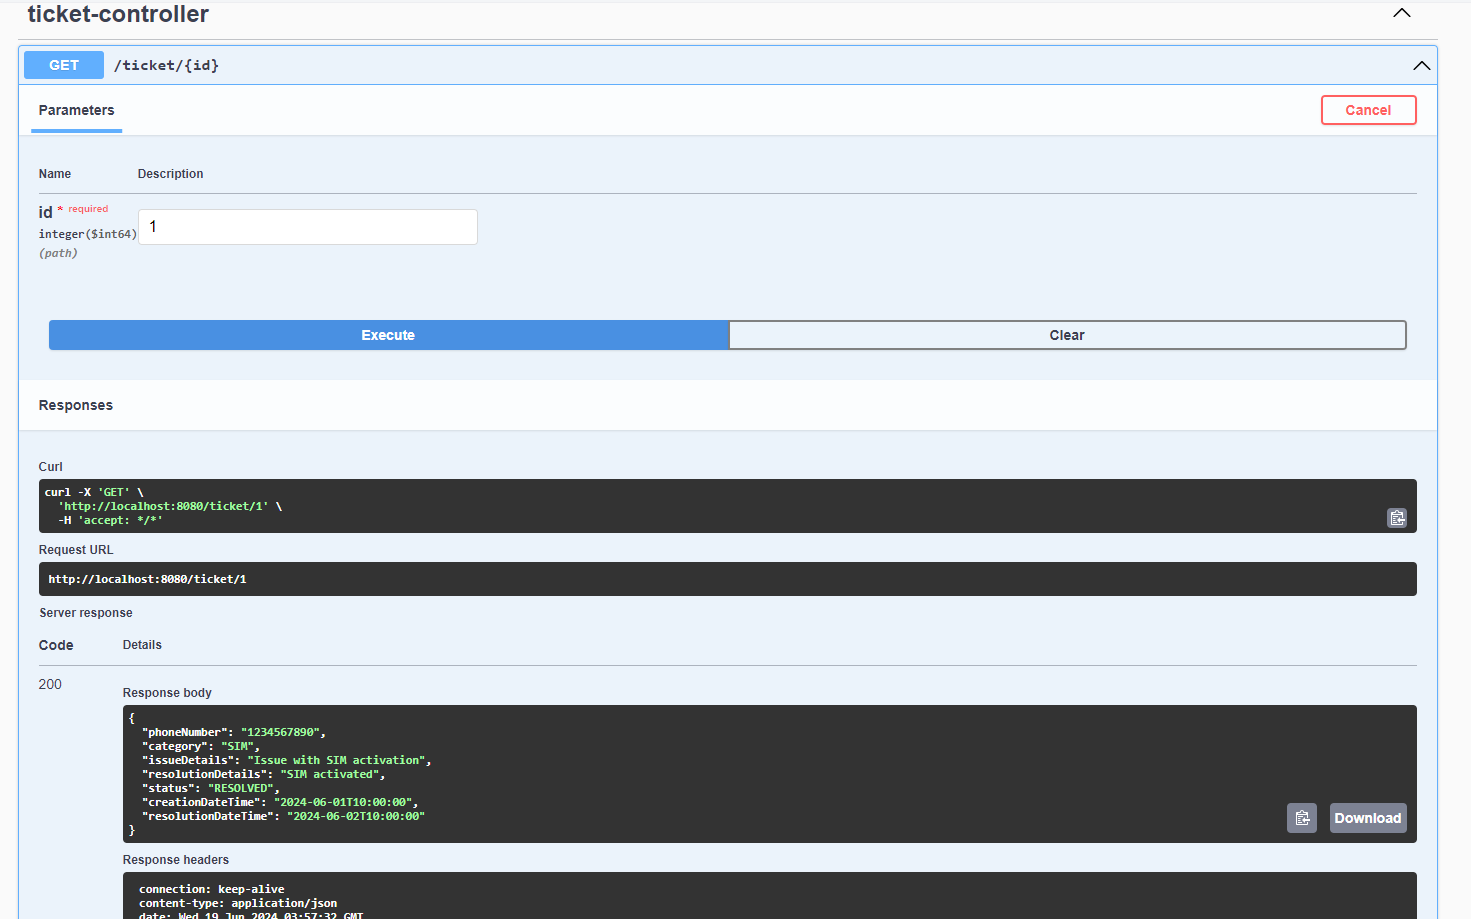 ticket-controller
GET /ticket/{id}
Parameters
Cancel
Name Description
id * required
integer($int64)
(path)
1
Execute Clear
Responses
Curl
curl -X 'GET' \
'http://localhost:8080/ticket/1' \
-H 'accept: */*'
Request URL
http://localhost:8080/ticket/1
Server response
Code Details
200
Response body
{
"phoneNumber": "1234567890",
"category": "SIM",
"issueDetails": "Issue with SIM activation",
"resolutionDetails": "SIM activated",
"status": "RESOLVED",
"creationDateTime": "2024-06-01T10:00:00",
"resolutionDateTime": "2024-06-02T10:00:00"
}
Download
Response headers
connection: keep-alive
content-type: application/json
date: Wed,19 Jun 2024 03:57:32 GMT